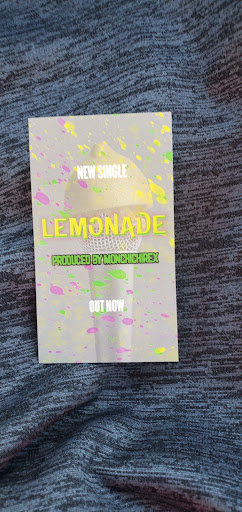 NEW SINGLE
LEMONADE
PRODUCED BY MONCHICHIREX
OUT NOW